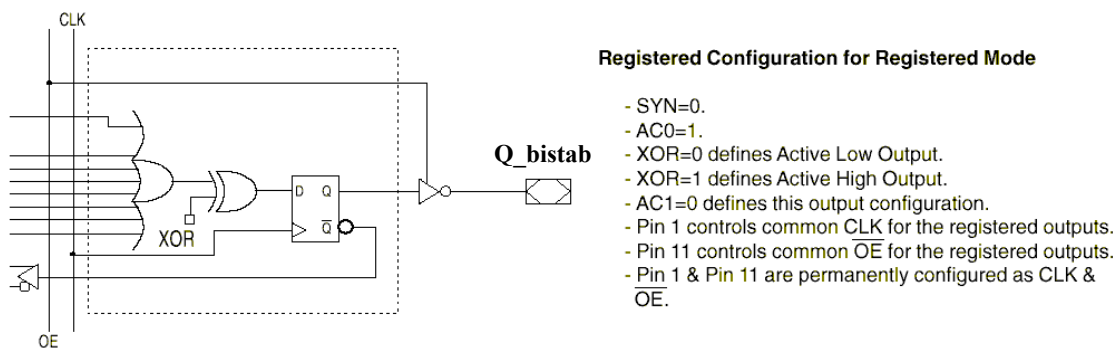 CLK
Registered Configuration for Registered Mode
- SYN=0.
- AC0=1.
- XOR=0 defines Active Low Output.
- XOR=1 defines Active High Output.
- AC1=0 defines this output configuration.
- Pin 1 controls common CLK for the registered outputs.
- Pin 11 controls common O̅E̅ for the registered outputs.
- Pin 1 & Pin 11 are permanently configured as CLK &
O̅E̅.
Q_bistab
D Q
Q̅
XOR
OE